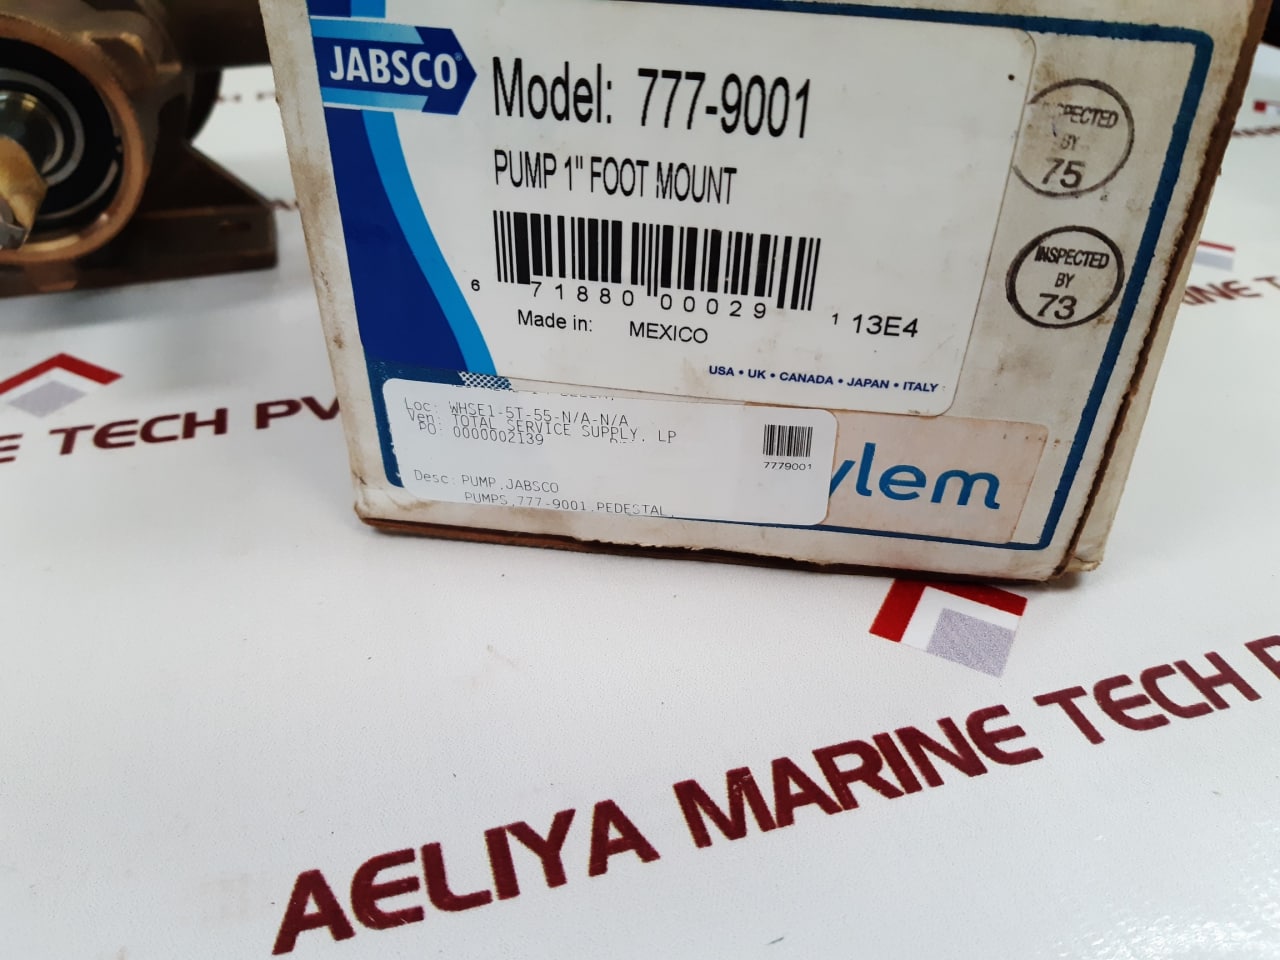 JABSCO®
Model: 777-9001
PUMP 1" FOOT MOUNT
6 71880 00029 1 13E4
Made in: MEXICO
USA • UK • CANADA • JAPAN • ITALY
INSPECTED
BY
73
BY
75
Loc: WHSE1-5T-55-N/A-N/A
Ven: TOTAL SERVICE SUPPLY, LP
PO: 0000002139
7779001
Desc: PUMP,JABSCO
PUMPS,777-9001,PEDESTAL,
ylem
E TECH PV
RINE TE
AELIYA MARINE TECH P